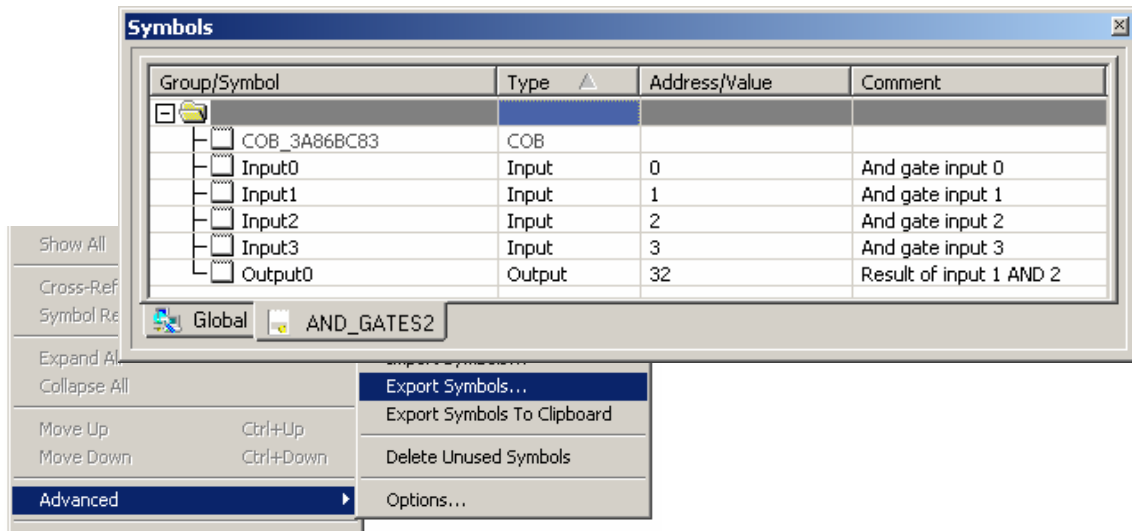 Symbols
Group/Symbol Type Address/Value Comment
COB_3A86BC83 COB
Input0 Input 0 And gate input 0
Input1 Input 1 And gate input 1
Input2 Input 2 And gate input 2
Input3 Input 3 And gate input 3
Output0 Output 32 Result of input 1 AND 2
Global AND_GATES2
Show All
Cross-Ref
Symbol Re
Expand Al
Collapse All
Move Up Ctrl+Up
Move Down Ctrl+Down
Advanced
Export Symbols...
Export Symbols To Clipboard
Delete Unused Symbols
Options...